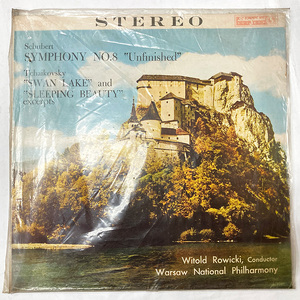 STEREO
Schubert
SYMPHONY NO.8 "Unfinished"
Tchaikovsky
"SWAN LAKE" and
"SLEEPING BEAUTY"
excerpts
Witold Rowicki, Conductor
Warsaw National Philharmony